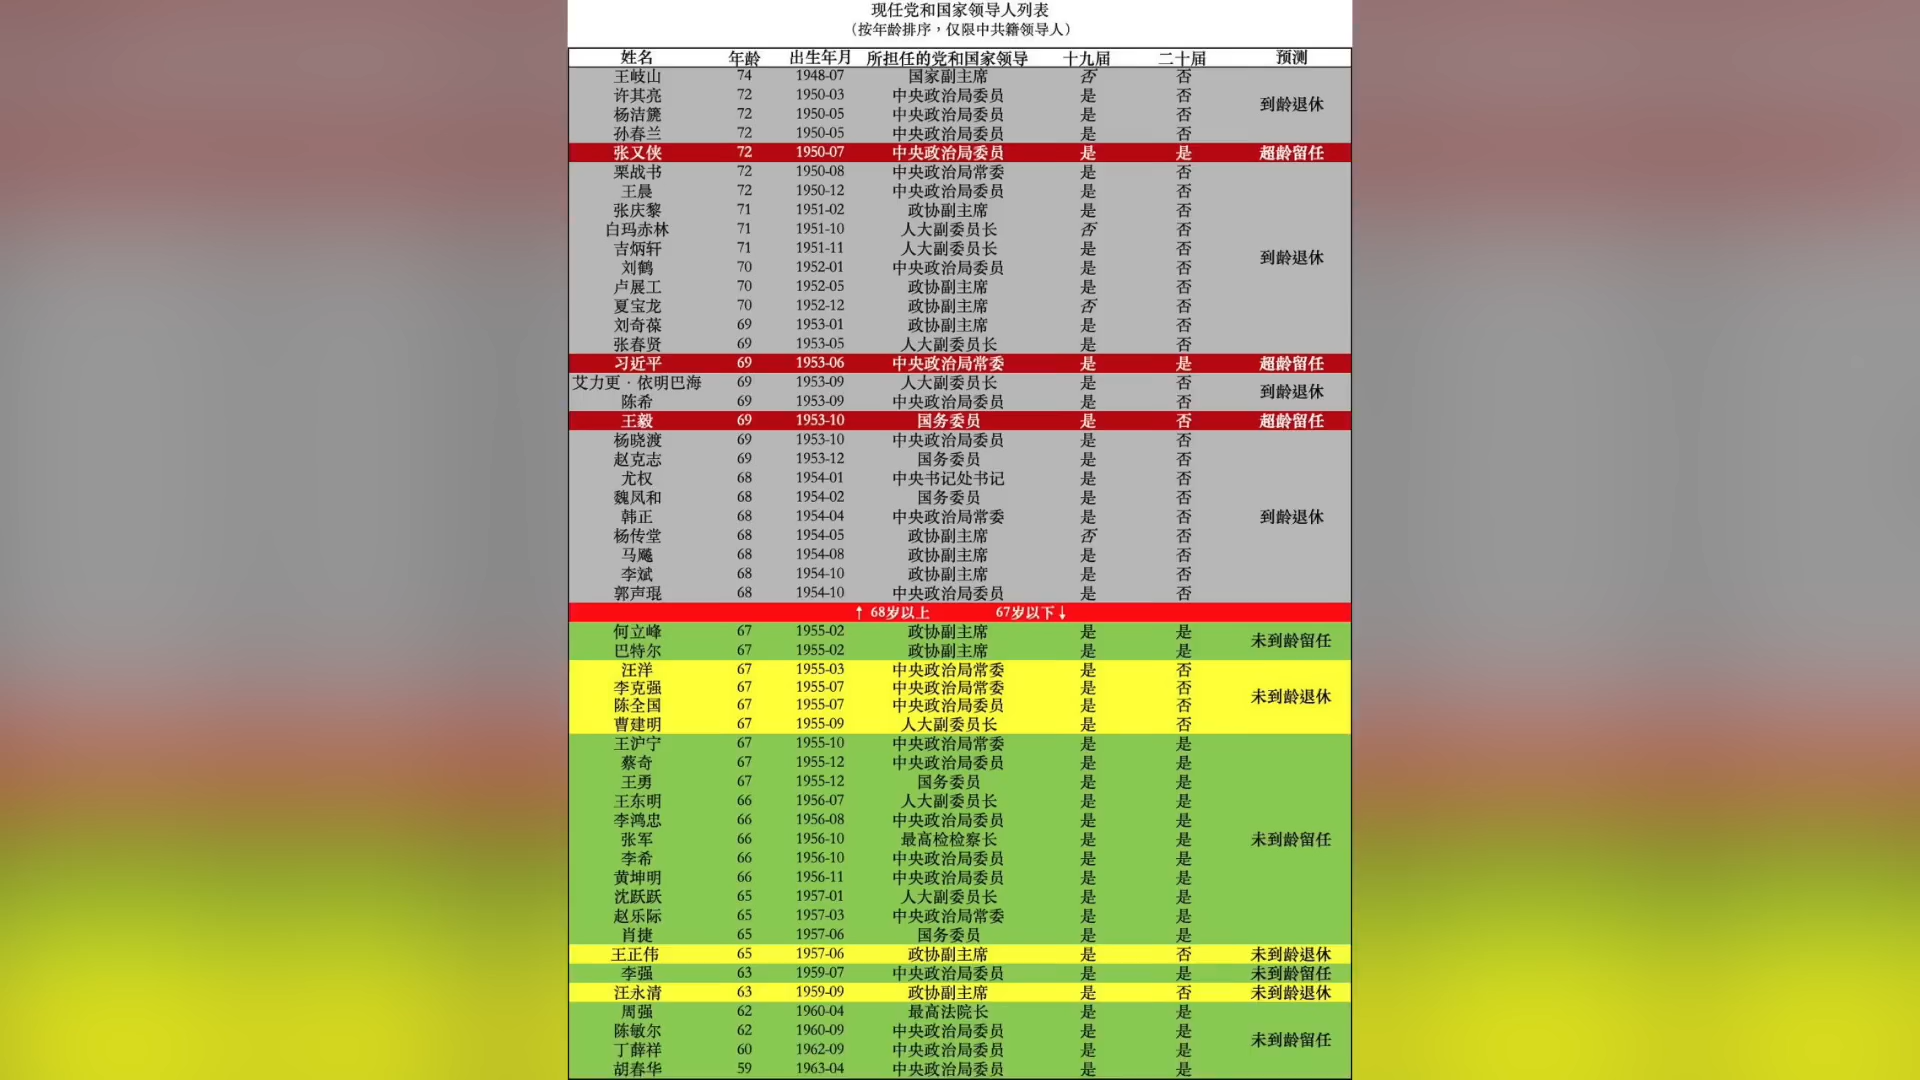 现任党和国家领导人列表
（按年龄排序，仅限中共籍领导人）
姓名 年龄 出生年月 所担任的党和国家领导 十九届 二十届 预测
王岐山 74 1948-07 国家副主席 否 否
许其亮 72 1950-03 中央政治局委员 是 否
到龄退休
杨洁篪 72 1950-05 中央政治局委员 是 否
孙春兰 72 1950-05 中央政治局委员 是 否
张又侠 72 1950-07 中央政治局委员 是 是 超龄留任
栗战书 72 1950-08 中央政治局常委 是 否
王晨 72 1950-12 中央政治局委员 是 否
张庆黎 71 1951-02 政协副主席 是 否
白玛赤林 71 1951-10 人大副委员长 否 否
吉炳轩 71 1951-11 人大副委员长 是 否
到龄退休
刘鹤 70 1952-01 中央政治局委员 是 否
卢展工 70 1952-05 政协副主席 是 否
夏宝龙 70 1952-12 政协副主席 否 否
刘奇葆 69 1953-01 政协副主席 是 否
张春贤 69 1953-05 人大副委员长 是 否
习近平 69 1953-06 中央政治局常委 是 是 超龄留任
艾力更·依明巴海 69 1953-09 人大副委员长 是 否
到龄退休
陈希 69 1953-09 中央政治局委员 是 否
王毅 69 1953-10 国务委员 是 否 超龄留任
杨晓渡 69 1953-10 中央政治局委员 是 否
赵克志 69 1953-12 国务委员 是 否
尤权 68 1954-01 中央书记处书记 是 否
魏凤和 68 1954-02 国务委员 是 否
韩正 68 1954-04 中央政治局常委 是 否 到龄退休
杨传堂 68 1954-05 政协副主席 否 否
马飚 68 1954-08 政协副主席 是 否
李斌 68 1954-10 政协副主席 是 否
郭声琨 68 1954-10 中央政治局委员 是 否
↑ 68岁以上 67岁以下↓
何立峰 67 1955-02 政协副主席 是 是
未到龄留任
巴特尔 67 1955-02 政协副主席 是 是
汪洋 67 1955-03 中央政治局常委 是 否
李克强 67 1955-07 中央政治局常委 是 否
未到龄退休
陈全国 67 1955-07 中央政治局委员 是 否
曹建明 67 1955-09 人大副委员长 是 否
王沪宁 67 1955-10 中央政治局常委 是 是
蔡奇 67 1955-12 中央政治局委员 是 是
王勇 67 1955-12 国务委员 是 是
王东明 66 1956-07 人大副委员长 是 是
李鸿忠 66 1956-08 中央政治局委员 是 是
张军 66 1956-10 最高检检察长 是 是 未到龄留任
李希 66 1956-10 中央政治局委员 是 是
黄坤明 66 1956-11 中央政治局委员 是 是
沈跃跃 65 1957-01 人大副委员长 是 是
赵乐际 65 1957-03 中央政治局常委 是 是
肖捷 65 1957-06 国务委员 是 是
王正伟 65 1957-06 政协副主席 是 否 未到龄退休
李强 63 1959-07 中央政治局委员 是 是 未到龄留任
汪永清 63 1959-09 政协副主席 是 否 未到龄退休
周强 62 1960-04 最高法院长 是 是
陈敏尔 62 1960-09 中央政治局委员 是 是
未到龄留任
丁薛祥 60 1962-09 中央政治局委员 是 是
胡春华 59 1963-04 中央政治局委员 是 是